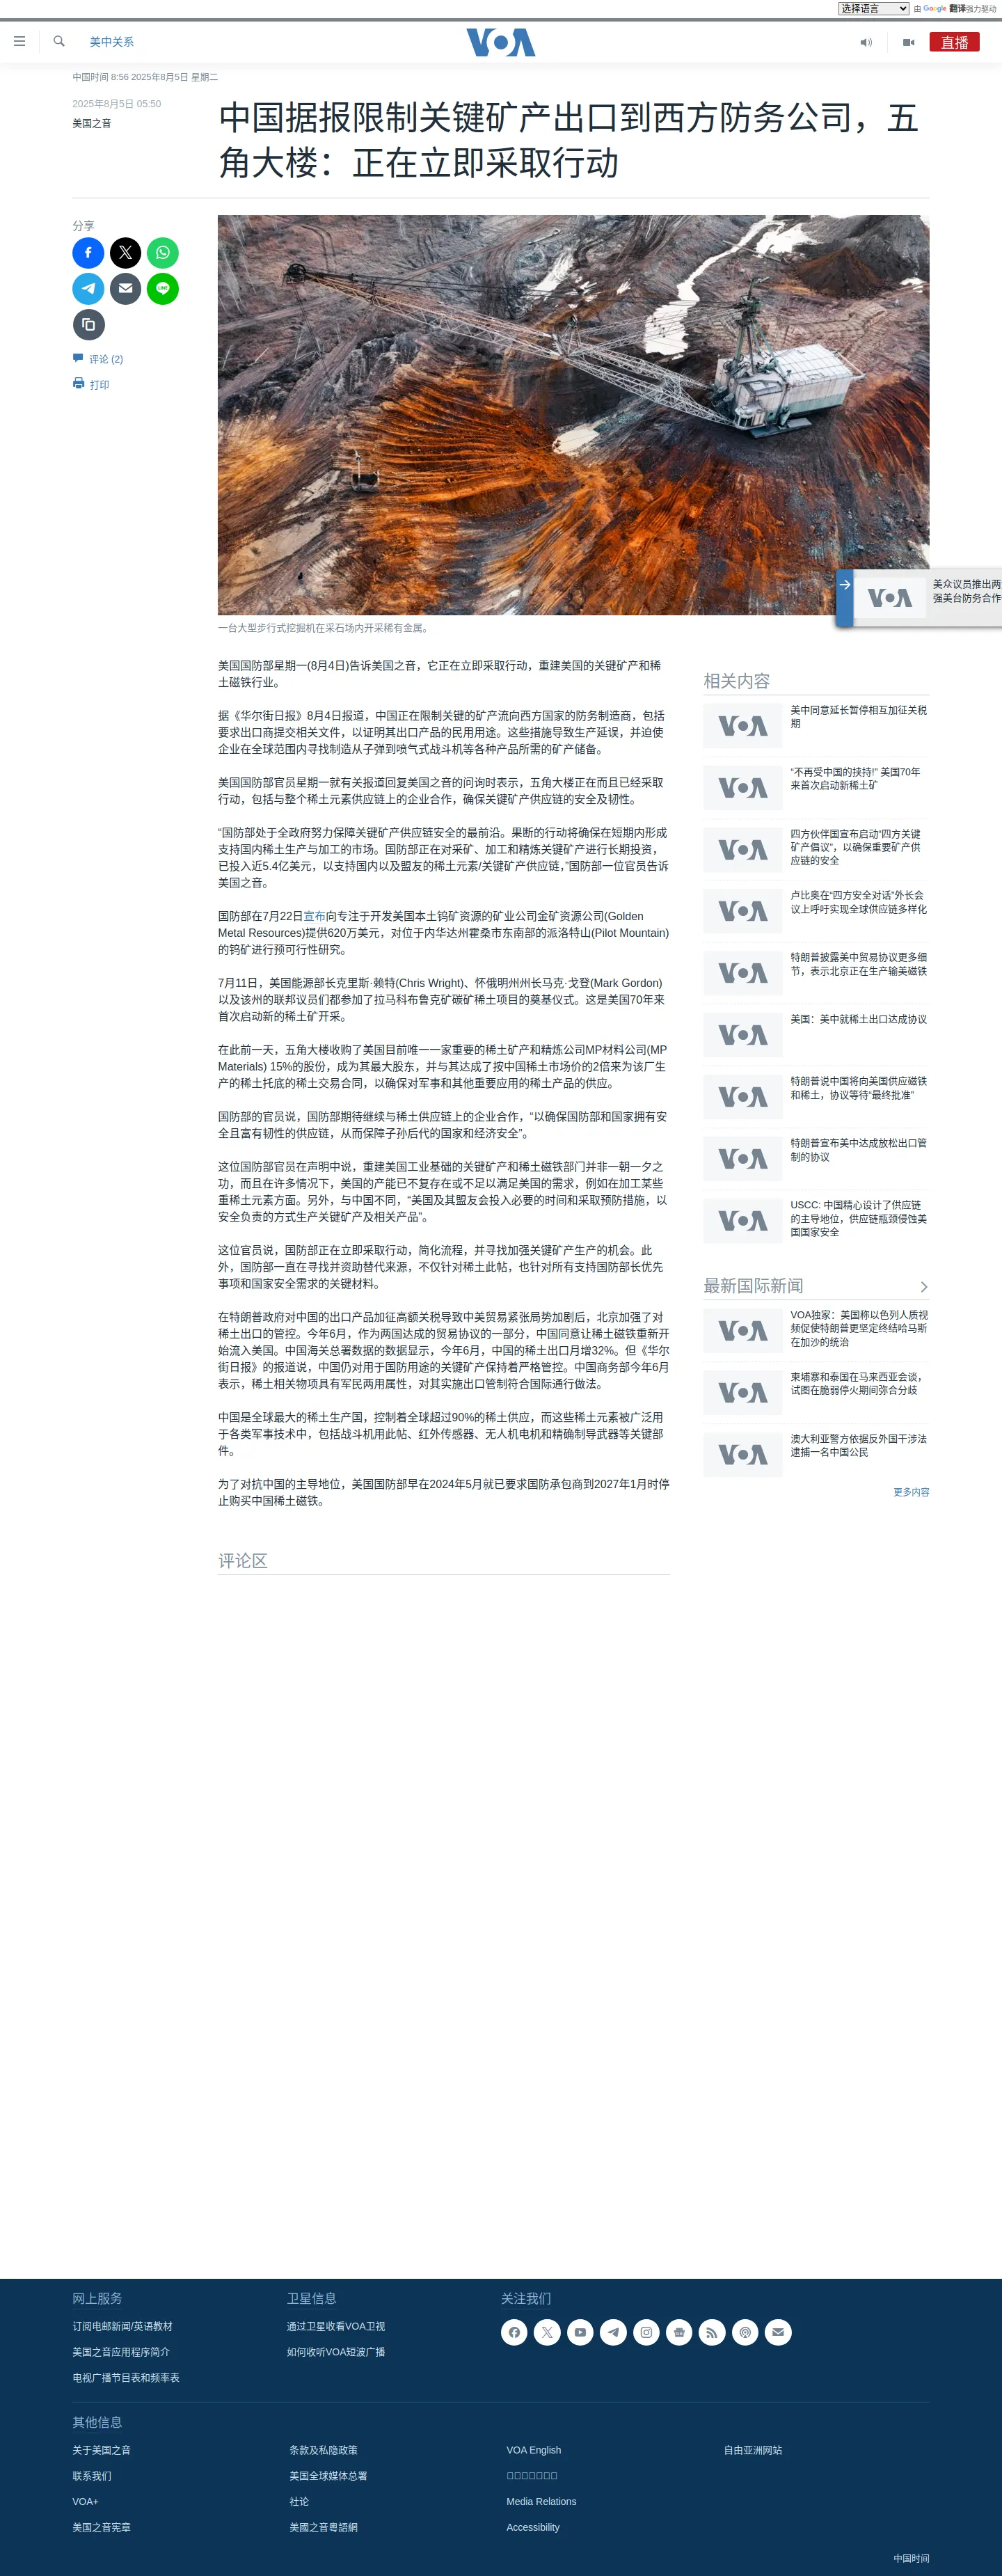 选择语言 由 Google 翻译强力驱动
美中关系
VOA
直播
中国时间 8:56 2025年8月5日 星期二
2025年8月5日 05:50
美国之音
中国据报限制关键矿产出口到西方防务公司，五
角大楼：正在立即采取行动
分享
评论 (2)
打印
VOA
美众议员推出两
强美台防务合作
一台大型步行式挖掘机在采石场内开采稀有金属。
美国国防部星期一(8月4日)告诉美国之音，它正在立即采取行动，重建美国的关键矿产和稀
土磁铁行业。
据《华尔街日报》8月4日报道，中国正在限制关键的矿产流向西方国家的防务制造商，包括
要求出口商提交相关文件，以证明其出口产品的民用用途。这些措施导致生产延误，并迫使
企业在全球范围内寻找制造从子弹到喷气式战斗机等各种产品所需的矿产储备。
美国国防部官员星期一就有关报道回复美国之音的问询时表示，五角大楼正在而且已经采取
行动，包括与整个稀土元素供应链上的企业合作，确保关键矿产供应链的安全及韧性。
“国防部处于全政府努力保障关键矿产供应链安全的最前沿。果断的行动将确保在短期内形成
支持国内稀土生产与加工的市场。国防部正在对采矿、加工和精炼关键矿产进行长期投资，
已投入近5.4亿美元，以支持国内以及盟友的稀土元素/关键矿产供应链，”国防部一位官员告诉
美国之音。
国防部在7月22日宣布向专注于开发美国本土钨矿资源的矿业公司金矿资源公司(Golden
Metal Resources)提供620万美元，对位于内华达州霍桑市东南部的派洛特山(Pilot Mountain)
的钨矿进行预可行性研究。
7月11日，美国能源部长克里斯·赖特(Chris Wright)、怀俄明州州长马克·戈登(Mark Gordon)
以及该州的联邦议员们都参加了拉马科布鲁克矿碳矿稀土项目的奠基仪式。这是美国70年来
首次启动新的稀土矿开采。
在此前一天，五角大楼收购了美国目前唯一一家重要的稀土矿产和精炼公司MP材料公司(MP
Materials) 15%的股份，成为其最大股东，并与其达成了按中国稀土市场价的2倍来为该厂生
产的稀土托底的稀土交易合同，以确保对军事和其他重要应用的稀土产品的供应。
国防部的官员说，国防部期待继续与稀土供应链上的企业合作，“以确保国防部和国家拥有安
全且富有韧性的供应链，从而保障子孙后代的国家和经济安全”。
这位国防部官员在声明中说，重建美国工业基础的关键矿产和稀土磁铁部门并非一朝一夕之
功，而且在许多情况下，美国的产能已不复存在或不足以满足美国的需求，例如在加工某些
重稀土元素方面。另外，与中国不同，“美国及其盟友会投入必要的时间和采取预防措施，以
安全负责的方式生产关键矿产及相关产品”。
这位官员说，国防部正在立即采取行动，简化流程，并寻找加强关键矿产生产的机会。此
外，国防部一直在寻找并资助替代来源，不仅针对稀土此帖，也针对所有支持国防部长优先
事项和国家安全需求的关键材料。
在特朗普政府对中国的出口产品加征高额关税导致中美贸易紧张局势加剧后，北京加强了对
稀土出口的管控。今年6月，作为两国达成的贸易协议的一部分，中国同意让稀土磁铁重新开
始流入美国。中国海关总署数据的数据显示，今年6月，中国的稀土出口月增32%。但《华尔
街日报》的报道说，中国仍对用于国防用途的关键矿产保持着严格管控。中国商务部今年6月
表示，稀土相关物项具有军民两用属性，对其实施出口管制符合国际通行做法。
中国是全球最大的稀土生产国，控制着全球超过90%的稀土供应，而这些稀土元素被广泛用
于各类军事技术中，包括战斗机用此帖、红外传感器、无人机电机和精确制导武器等关键部
件。
为了对抗中国的主导地位，美国国防部早在2024年5月就已要求国防承包商到2027年1月时停
止购买中国稀土磁铁。
评论区
相关内容
VOA
美中同意延长暂停相互加征关税
期
VOA
“不再受中国的挟持!” 美国70年
来首次启动新稀土矿
VOA
四方伙伴国宣布启动“四方关键
矿产倡议”，以确保重要矿产供
应链的安全
VOA
卢比奥在“四方安全对话”外长会
议上呼吁实现全球供应链多样化
VOA
特朗普披露美中贸易协议更多细
节，表示北京正在生产输美磁铁
VOA
美国：美中就稀土出口达成协议
VOA
特朗普说中国将向美国供应磁铁
和稀土，协议等待“最终批准”
VOA
特朗普宣布美中达成放松出口管
制的协议
VOA
USCC: 中国精心设计了供应链
的主导地位，供应链瓶颈侵蚀美
国国家安全
最新国际新闻
VOA
VOA独家：美国称以色列人质视
频促使特朗普更坚定终结哈马斯
在加沙的统治
VOA
柬埔寨和泰国在马来西亚会谈，
试图在脆弱停火期间弥合分歧
VOA
澳大利亚警方依据反外国干涉法
逮捕一名中国公民
更多内容
网上服务
订阅电邮新闻/英语教材
美国之音应用程序简介
电视广播节目表和频率表
卫星信息
通过卫星收看VOA卫视
如何收听VOA短波广播
关注我们
其他信息
关于美国之音
联系我们
VOA+
美国之音宪章
条款及私隐政策
美国全球媒体总署
社论
美國之音粵語網
VOA English
Media Relations
Accessibility
自由亚洲网站
中国时间